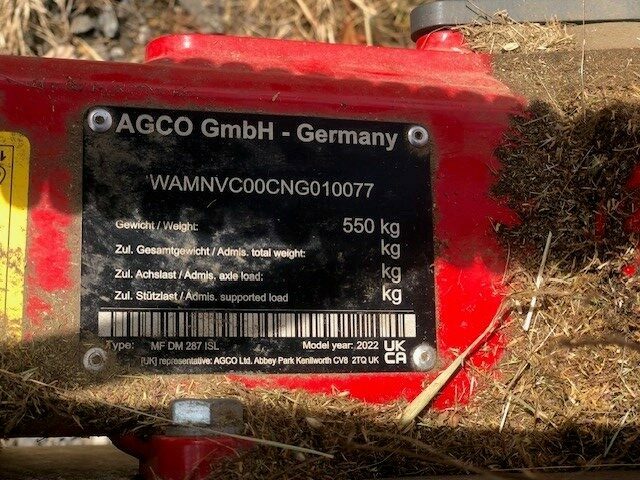 AGCO GmbH - Germany
WAMNVC00CNG010077
Gewicht / Weight: 550 kg
Zul. Gesamtgewicht / Admis. total weight: kg
Zul. Achslast / Admis. axle load: kg
Zul. Stützlast / Admis. supported load kg
Type: MF DM 287 ISL Model year: 2022 UK
CA
[UK] representative: AGCO Ltd. Abbey Park Kenilworth CV8 2TQ UK